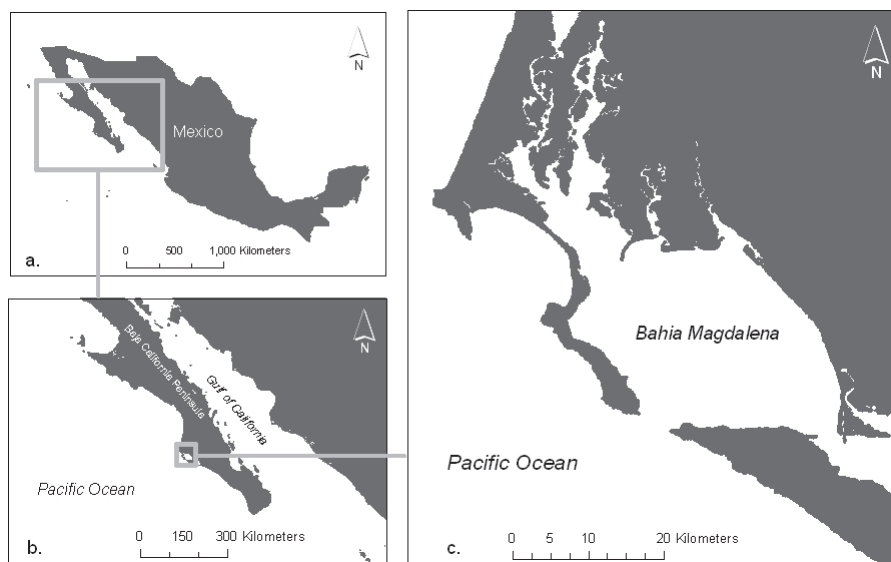 N
Mexico
0 500 1,000 Kilometers
a.
N
Baja California Peninsula
Gulf of California
Pacific Ocean
0 150 300 Kilometers
b.
N
Bahia Magdalena
Pacific Ocean
0 5 10 20 Kilometers
c.